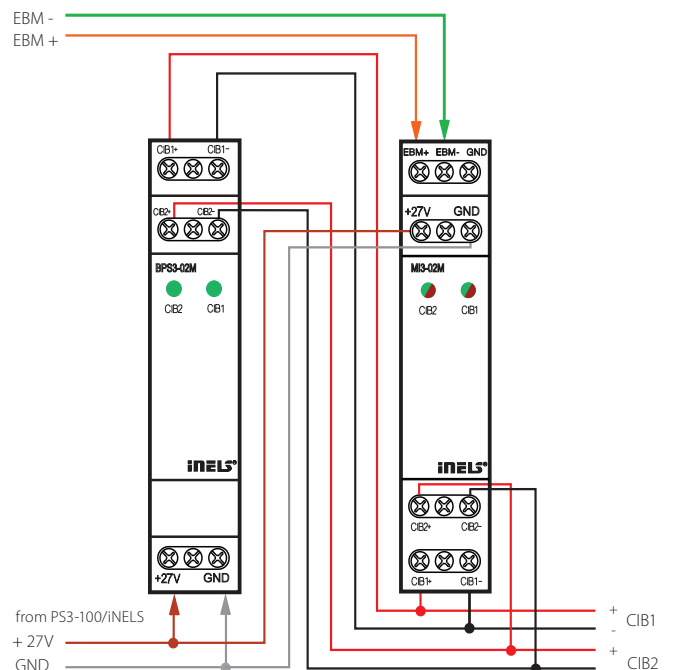 EBM -
EBM +
CIB1+ CIB1-
CIB2+ CIB2-
BPS3-02M
CIB2 CIB1
iNELS®
+27V GND
EBM+ EBM- GND
+27V GND
MI3-02M
CIB2 CIB1
iNELS®
CIB2+ CIB2-
CIB1+ CIB1-
from PS3-100/iNELS
+ 27V
GND
+
CIB1
-
+
CIB2